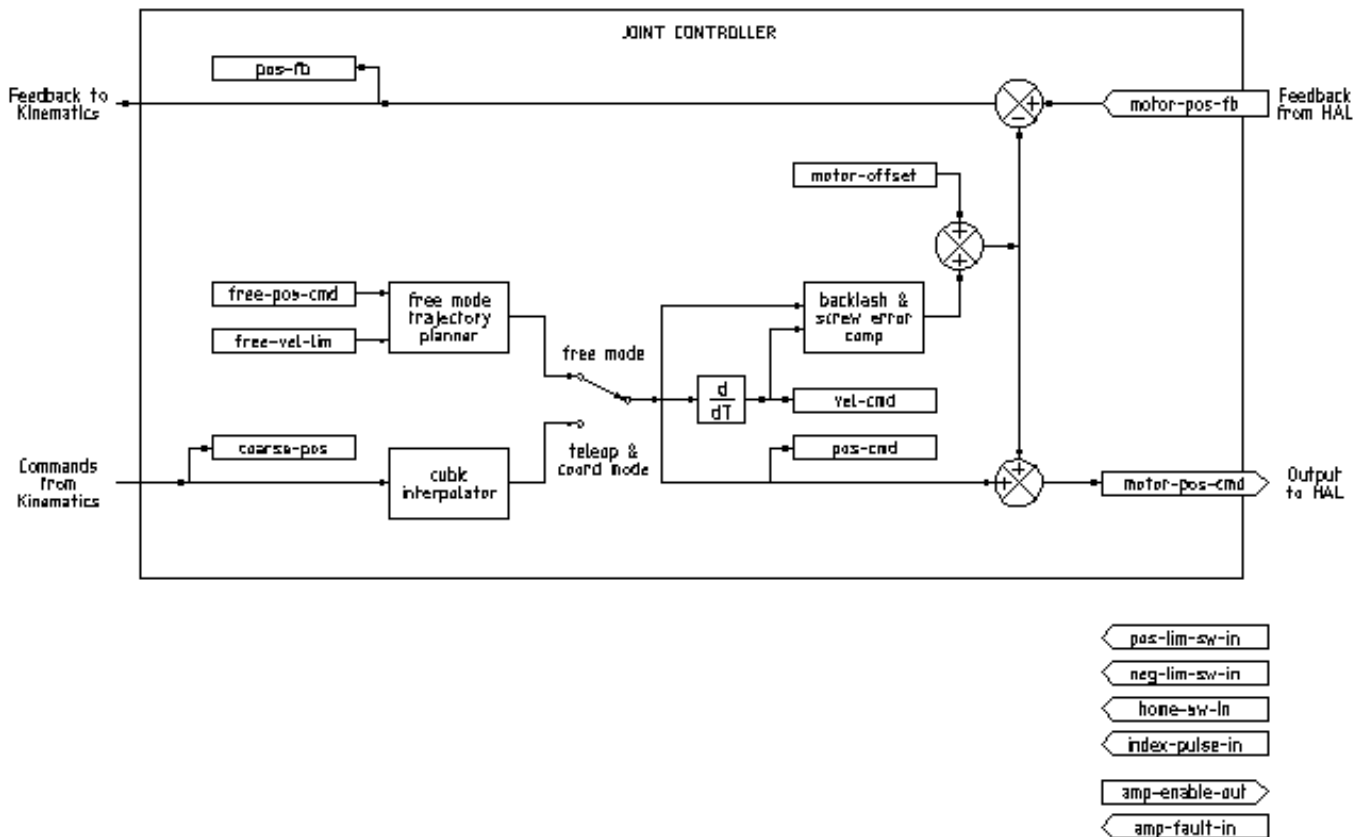 JOINT CONTROLLER
pos-fb
Feedback to
Kinematics
motor-pos-fb
Feedback
from HAL
motor-offset
free-pos-cmd
free-vel-lim
free mode
trajectory
planner
backlash &
screw error
comp
free mode
d
dT
vel-cmd
coarse-pos
teleop &
coord mode
pos-cmd
Commands
from
Kinematics
cubic
interpolator
motor-pos-cmd
Output
to HAL
+
-
+
+
+
+
pos-lim-sw-in
neg-lim-sw-in
home-sw-in
index-pulse-in
amp-enable-out
amp-fault-in